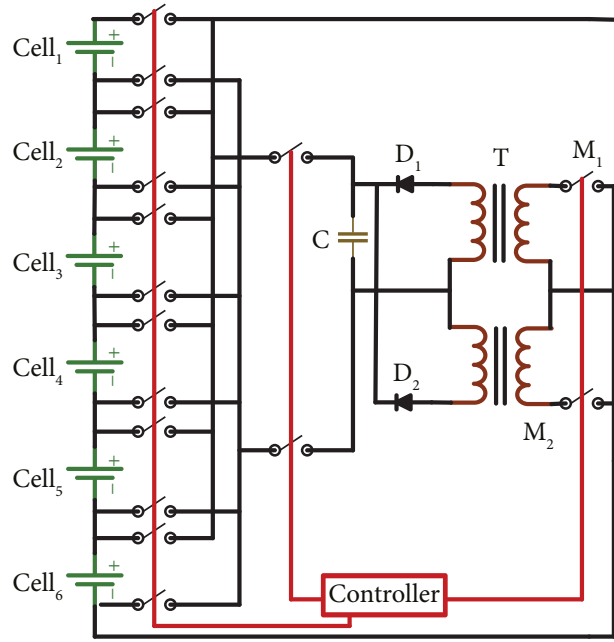 Cell₁ + −
Cell₂ + −
Cell₃ + −
Cell₄ + −
Cell₅ + −
Cell₆ + −
C
D₁
D₂
T
M₁
M₂
Controller